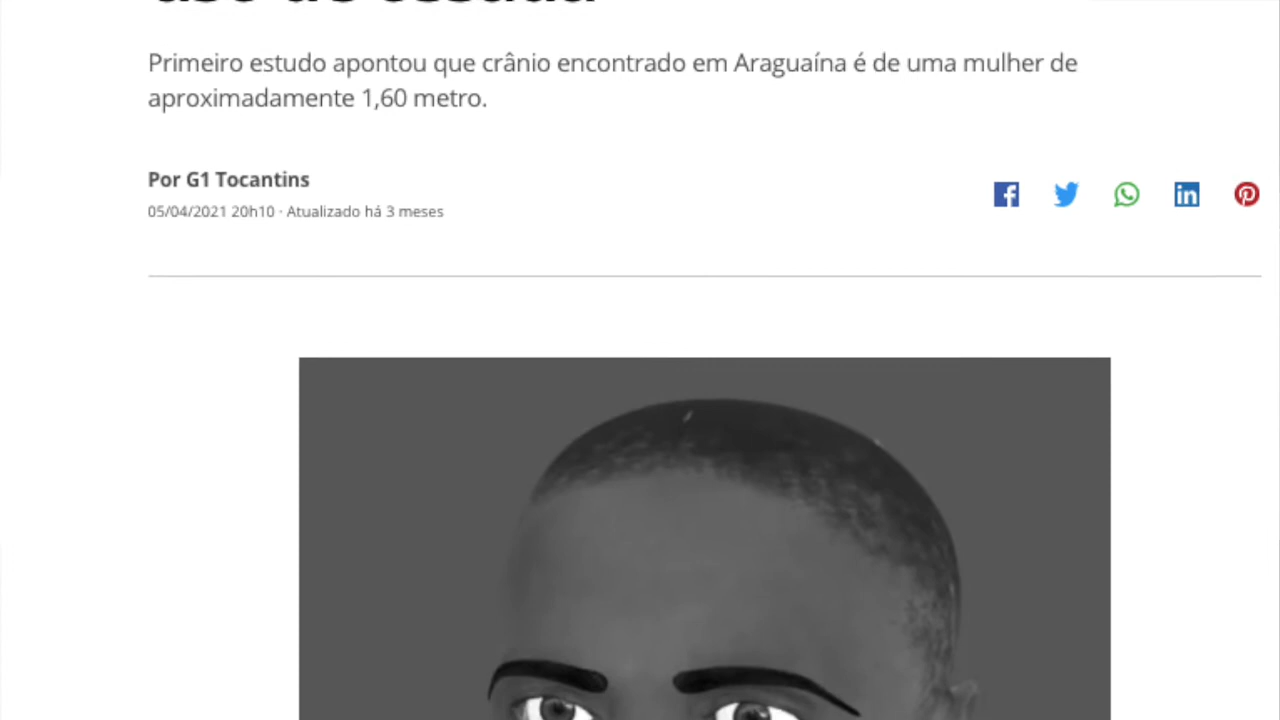 Primeiro estudo apontou que crânio encontrado em Araguaína é de uma mulher de
aproximadamente 1,60 metro.
Por G1 Tocantins
05/04/2021 20h10 · Atualizado há 3 meses